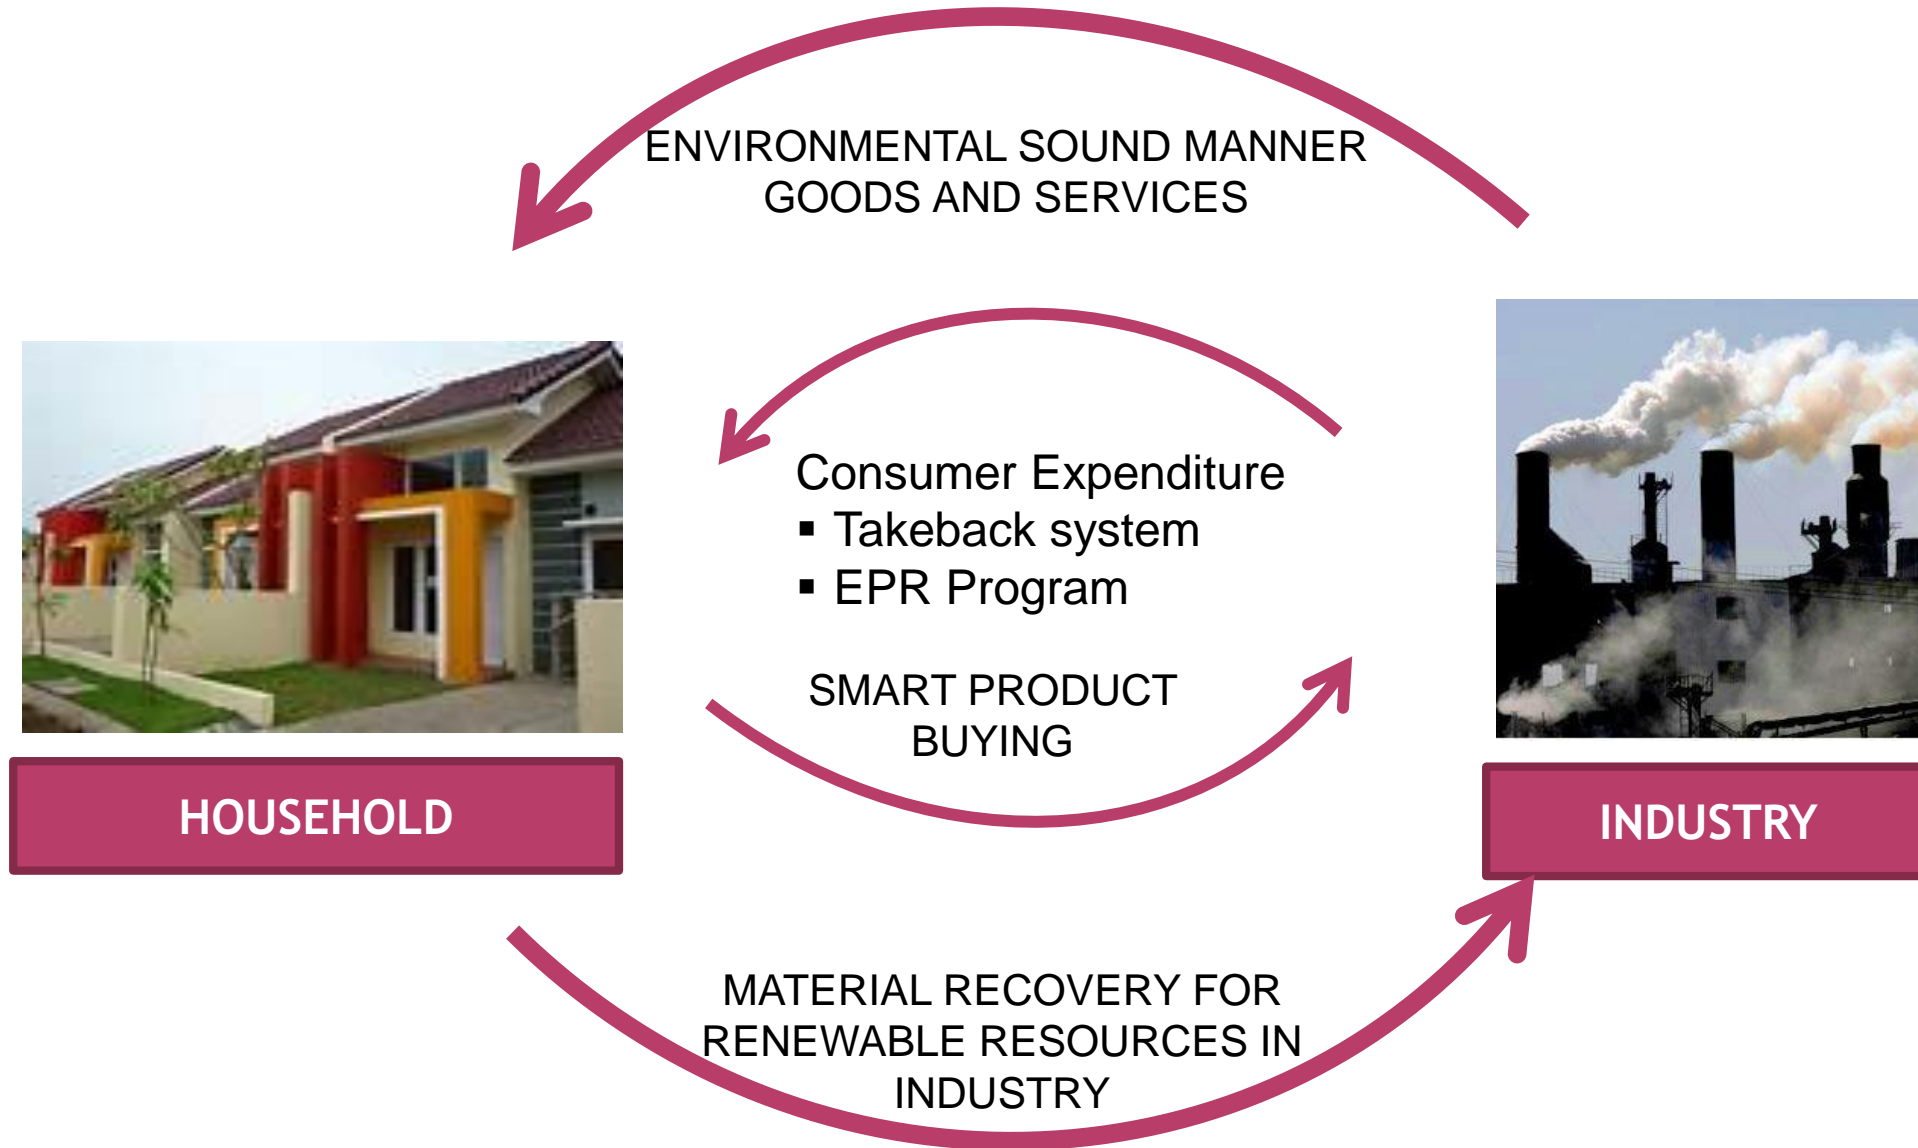 ENVIRONMENTAL SOUND MANNER
GOODS AND SERVICES
Consumer Expenditure
▪ Takeback system
▪ EPR Program
SMART PRODUCT
BUYING
HOUSEHOLD
INDUSTRY
MATERIAL RECOVERY FOR
RENEWABLE RESOURCES IN
INDUSTRY